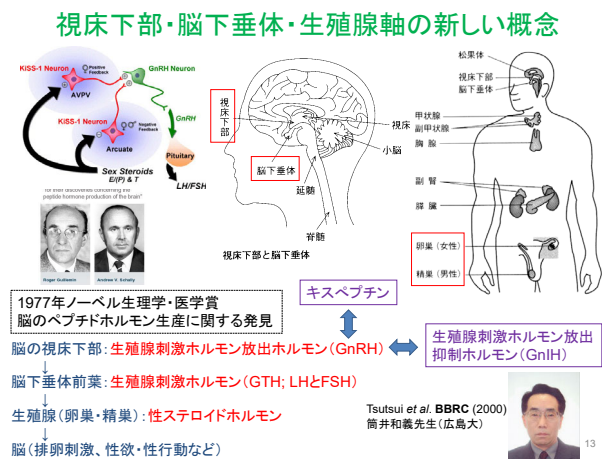 視床下部・脳下垂体・生殖腺軸の新しい概念
KiSS-1 Neuron
Positive
Feedback
GnRH Neuron
AVPV
KiSS-1 Neuron
GnRH
Negative
Feedback
Arcuate
Pituitary
Sex Steroids
E/(P) & T
LH/FSH
for their discoveries concerning the
peptide hormone production of the brain".
Roger Guillemin
Andrew V. Schally
視床下部
脳下垂体
視床
小脳
延髄
脊髄
視床下部と脳下垂体
松果体
視床下部
脳下垂体
甲状腺
副甲状腺
胸腺
副腎
膵臓
卵巣(女性)
精巣(男性)
1977年ノーベル生理学・医学賞
脳のペプチドホルモン生産に関する発見
キスペプチン
脳の視床下部:生殖腺刺激ホルモン放出ホルモン(GnRH)
生殖腺刺激ホルモン放出
抑制ホルモン(GnIH)
↓
脳下垂体前葉:生殖腺刺激ホルモン(GTH; LHとFSH)
↓
生殖腺(卵巣・精巣):性ステロイドホルモン
↓
脳(排卵刺激、性欲・性行動など)
Tsutsui et al. BBRC (2000)
筒井和義先生(広島大)
13